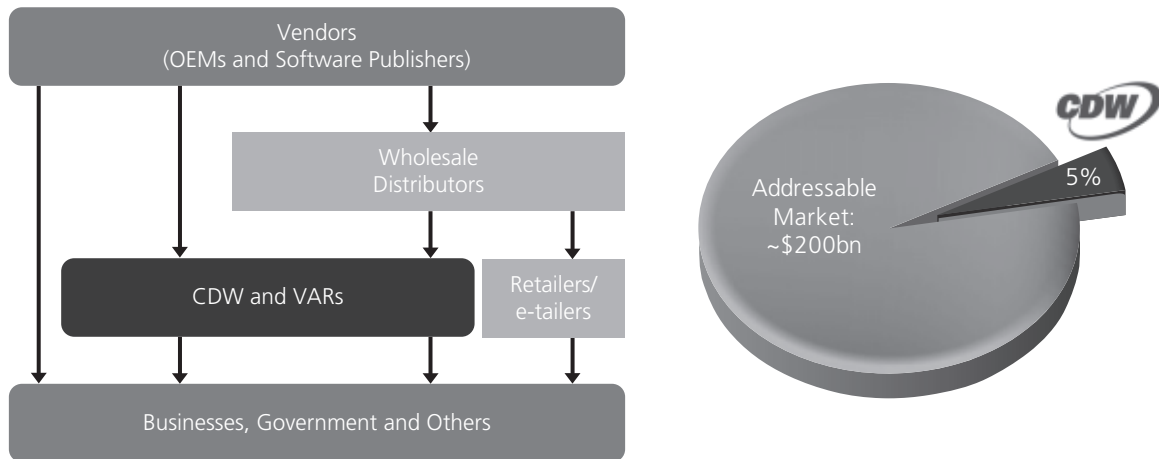 Vendors
(OEMs and Software Publishers)
Wholesale
Distributors
CDW and VARs
Retailers/
e-tailers
Businesses, Government and Others
CDW
5%
Addressable
Market:
~$200bn